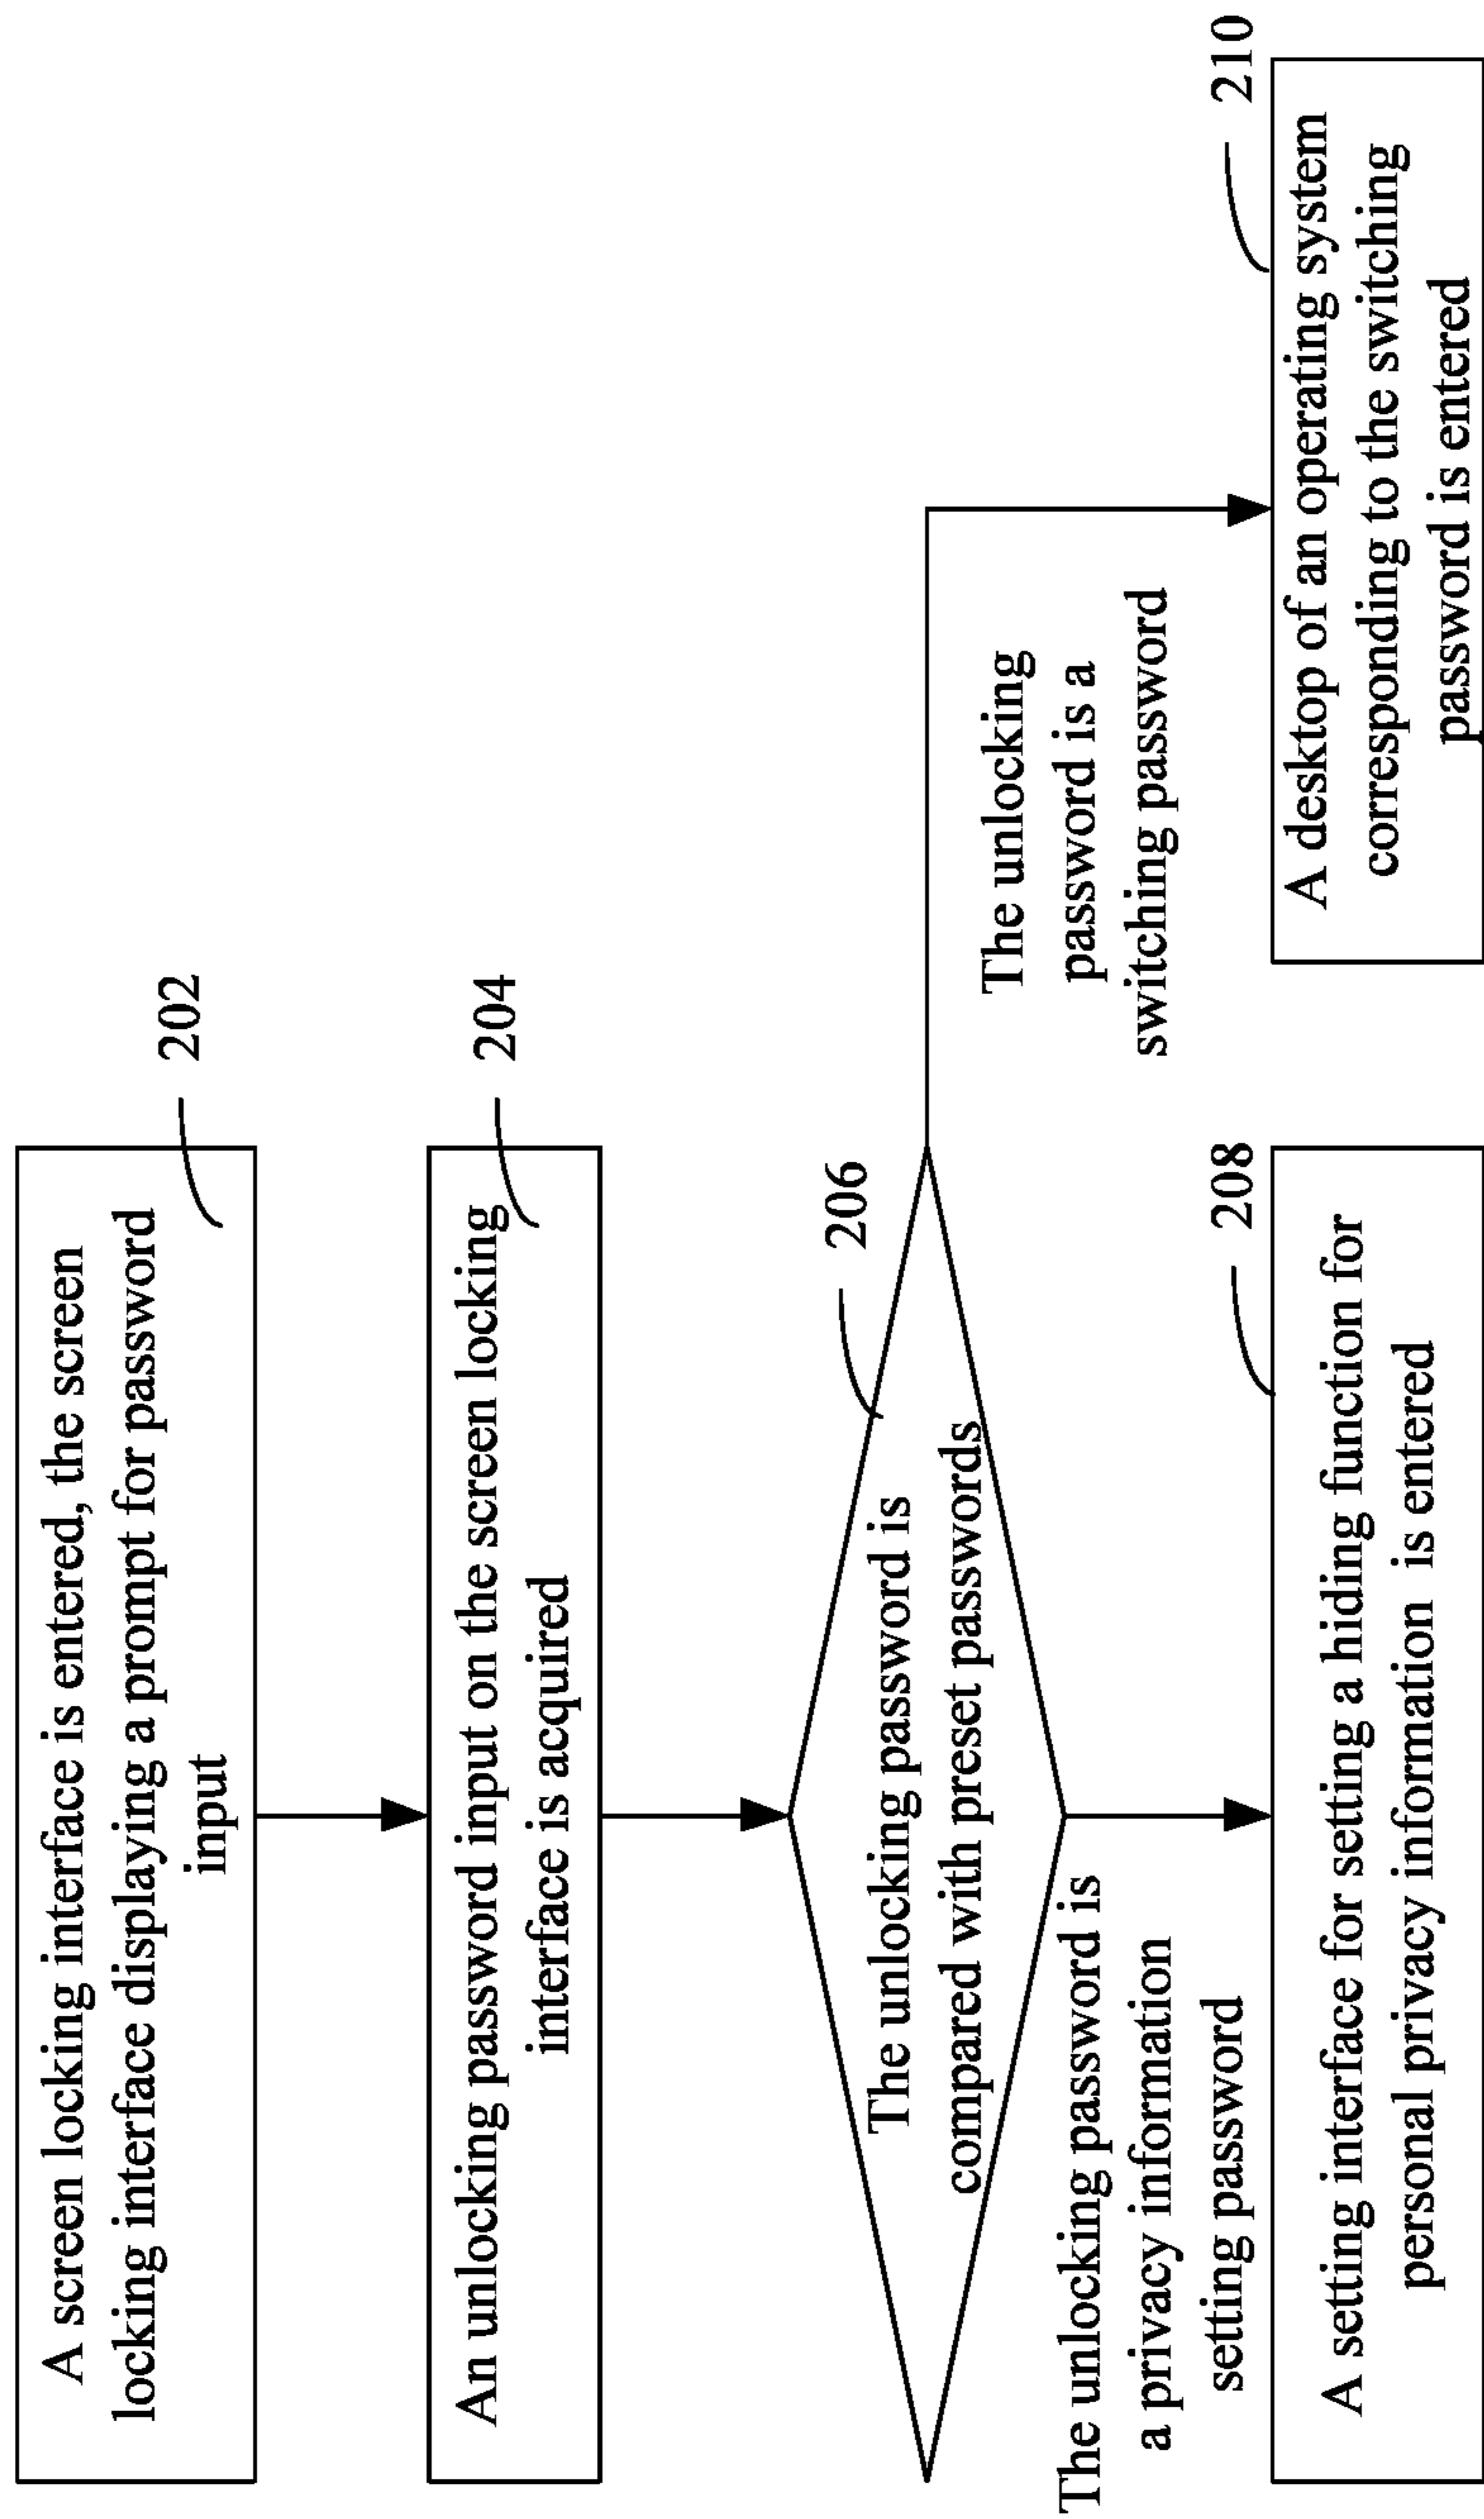 A screen locking interface is entered, the screen
locking interface displaying a prompt for password
input
202
An unlocking password input on the screen locking
interface is acquired
204
The unlocking password is
compared with preset passwords
206
The unlocking password is
a privacy information
setting password
The unlocking
password is a
switching password
A setting interface for setting a hiding function for
personal privacy information is entered
208
A desktop of an operating system
corresponding to the switching
password is entered
210